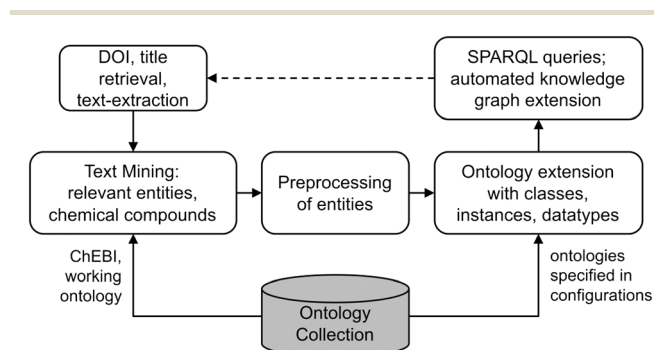 DOI, title
retrieval,
text-extraction
SPARQL queries;
automated knowledge
graph extension
Text Mining:
relevant entities,
chemical compounds
Preprocessing
of entities
Ontology extension
with classes,
instances, datatypes
ChEBI,
working
ontology
ontologies
specified in
configurations
Ontology
Collection